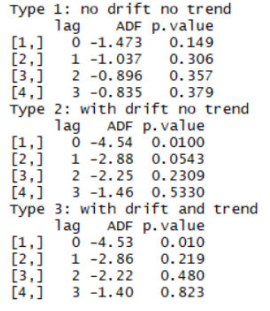 Type 1: no drift no trend
lag ADF p.value
[1,] 0 -1.473 0.149
[2,] 1 -1.037 0.306
[3,] 2 -0.896 0.357
[4,] 3 -0.835 0.379
Type 2: with drift no trend
lag ADF p.value
[1,] 0 -4.54 0.0100
[2,] 1 -2.88 0.0543
[3,] 2 -2.25 0.2309
[4,] 3 -1.46 0.5330
Type 3: with drift and trend
lag ADF p.value
[1,] 0 -4.53 0.010
[2,] 1 -2.86 0.219
[3,] 2 -2.22 0.480
[4,] 3 -1.40 0.823